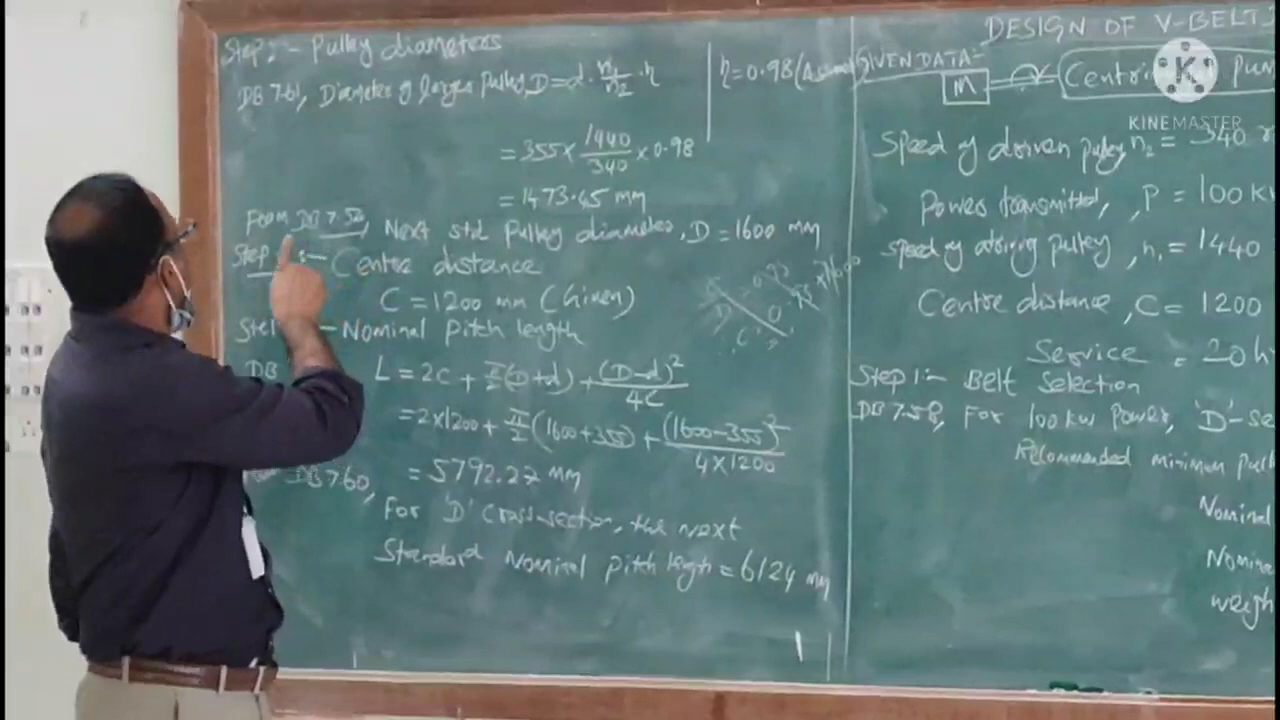 Step 2:- Pulley diameters
DB 7.61, Diameter of larger pulley, D = d · n₁/n₂ · η
η = 0.98 (Assumed)
= 355 × 1440/340 × 0.98
= 1473.45 mm
From DB 7.54, Next std pulley diameter, D = 1600 mm
Step :- Centre distance
C = 1200 mm (Given)
Step - Nominal Pitch length
DB L = 2C + π/2 (D+d) + (D-d)²/4C
= 2×1200 + π/2 (1600+355) + (1600-355)²/4×1200
= 5792.27 mm
DB 7.60,
For 'D' Cross-section, the next
Standard Nominal pitch length = 6124 mm
DESIGN OF V-BELT
GIVEN DATA:-
M
Speed of driven pulley n₂ = 340
Power transmitted, P = 100 kw
Speed of driving pulley, n₁ = 1440
Centre distance, C = 1200
Service = 20 h
Step 1:- Belt Selection
DB 7.58, For 100 kw Power, 'D'-se
Recommended minimum pull
Nominal
Nomina
weigh
KINEMASTER